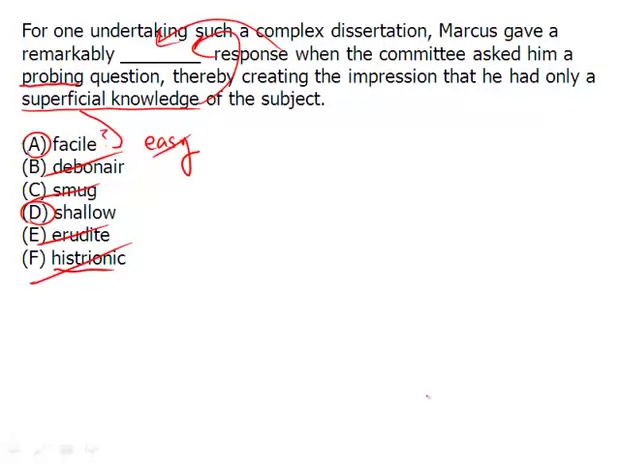 For one undertaking such a complex dissertation, Marcus gave a
remarkably _________ response when the committee asked him a
probing question, thereby creating the impression that he had only a
superficial knowledge of the subject.
(A) facile ?
easy
(B) debonair
(C) smug
(D) shallow
(E) erudite
(F) histrionic